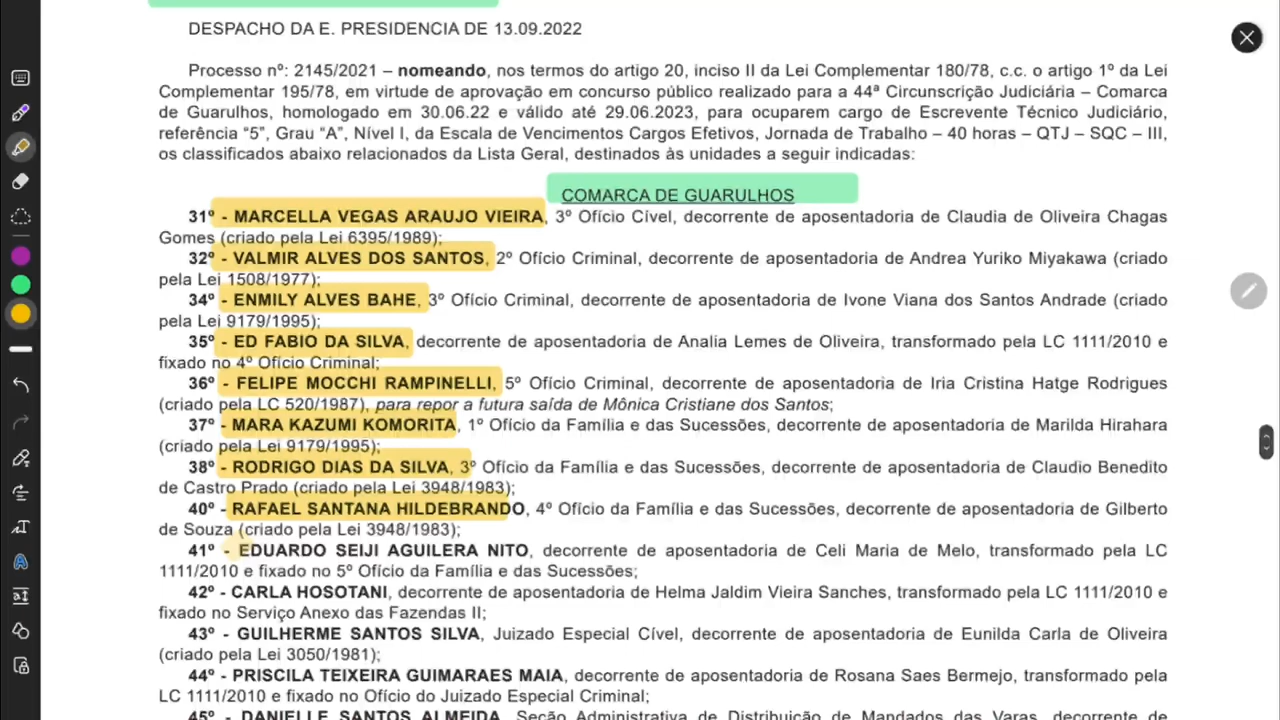 DESPACHO DA E. PRESIDENCIA DE 13.09.2022
Processo nº: 2145/2021 – nomeando, nos termos do artigo 20, inciso II da Lei Complementar 180/78, c.c. o artigo 1º da Lei
Complementar 195/78, em virtude de aprovação em concurso público realizado para a 44ª Circunscrição Judiciária – Comarca
de Guarulhos, homologado em 30.06.22 e válido até 29.06.2023, para ocuparem cargo de Escrevente Técnico Judiciário,
referência “5”, Grau “A”, Nível I, da Escala de Vencimentos Cargos Efetivos, Jornada de Trabalho – 40 horas – QTJ – SQC – III,
os classificados abaixo relacionados da Lista Geral, destinados às unidades a seguir indicadas:
COMARCA DE GUARULHOS
31º - MARCELLA VEGAS ARAUJO VIEIRA, 3º Ofício Cível, decorrente de aposentadoria de Claudia de Oliveira Chagas
Gomes (criado pela Lei 6395/1989);
32º - VALMIR ALVES DOS SANTOS, 2º Ofício Criminal, decorrente de aposentadoria de Andrea Yuriko Miyakawa (criado
pela Lei 1508/1977);
34º - ENMILY ALVES BAHE, 3º Ofício Criminal, decorrente de aposentadoria de Ivone Viana dos Santos Andrade (criado
pela Lei 9179/1995);
35º - ED FABIO DA SILVA, decorrente de aposentadoria de Analia Lemes de Oliveira, transformado pela LC 1111/2010 e
fixado no 4º Ofício Criminal;
36º - FELIPE MOCCHI RAMPINELLI, 5º Ofício Criminal, decorrente de aposentadoria de Iria Cristina Hatge Rodrigues
(criado pela LC 520/1987), para repor a futura saída de Mônica Cristiane dos Santos;
37º - MARA KAZUMI KOMORITA, 1º Ofício da Família e das Sucessões, decorrente de aposentadoria de Marilda Hirahara
(criado pela Lei 9179/1995);
38º - RODRIGO DIAS DA SILVA, 3º Ofício da Família e das Sucessões, decorrente de aposentadoria de Claudio Benedito
de Castro Prado (criado pela Lei 3948/1983);
40º - RAFAEL SANTANA HILDEBRANDO, 4º Ofício da Família e das Sucessões, decorrente de aposentadoria de Gilberto
de Souza (criado pela Lei 3948/1983);
41º - EDUARDO SEIJI AGUILERA NITO, decorrente de aposentadoria de Celi Maria de Melo, transformado pela LC
1111/2010 e fixado no 5º Ofício da Família e das Sucessões;
42º - CARLA HOSOTANI, decorrente de aposentadoria de Helma Jaldim Vieira Sanches, transformado pela LC 1111/2010 e
fixado no Serviço Anexo das Fazendas II;
43º - GUILHERME SANTOS SILVA, Juizado Especial Cível, decorrente de aposentadoria de Eunilda Carla de Oliveira
(criado pela Lei 3050/1981);
44º - PRISCILA TEIXEIRA GUIMARAES MAIA, decorrente de aposentadoria de Rosana Saes Bermejo, transformado pela
LC 1111/2010 e fixado no Ofício do Juizado Especial Criminal;
45º - DANIELLE SANTOS ALMEIDA, Seção Administrativa de Distribuição de Mandados das Varas, decorrente de